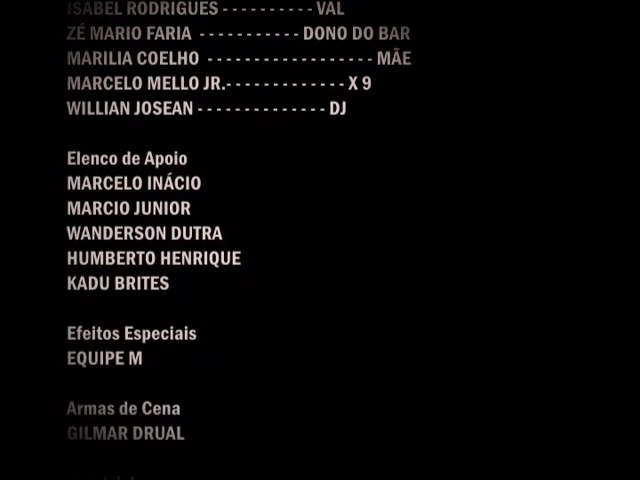 ISABEL RODRIGUES - - - - - - - - - - VAL
ZÉ MARIO FARIA - - - - - - - - - - - DONO DO BAR
MARILIA COELHO - - - - - - - - - - - - - - - - - - MÃE
MARCELO MELLO JR.- - - - - - - - - - - - - X 9
WILLIAN JOSEAN - - - - - - - - - - - - - - DJ
Elenco de Apoio
MARCELO INÁCIO
MARCIO JUNIOR
WANDERSON DUTRA
HUMBERTO HENRIQUE
KADU BRITES
Efeitos Especiais
EQUIPE M
Armas de Cena
GILMAR DRUAL